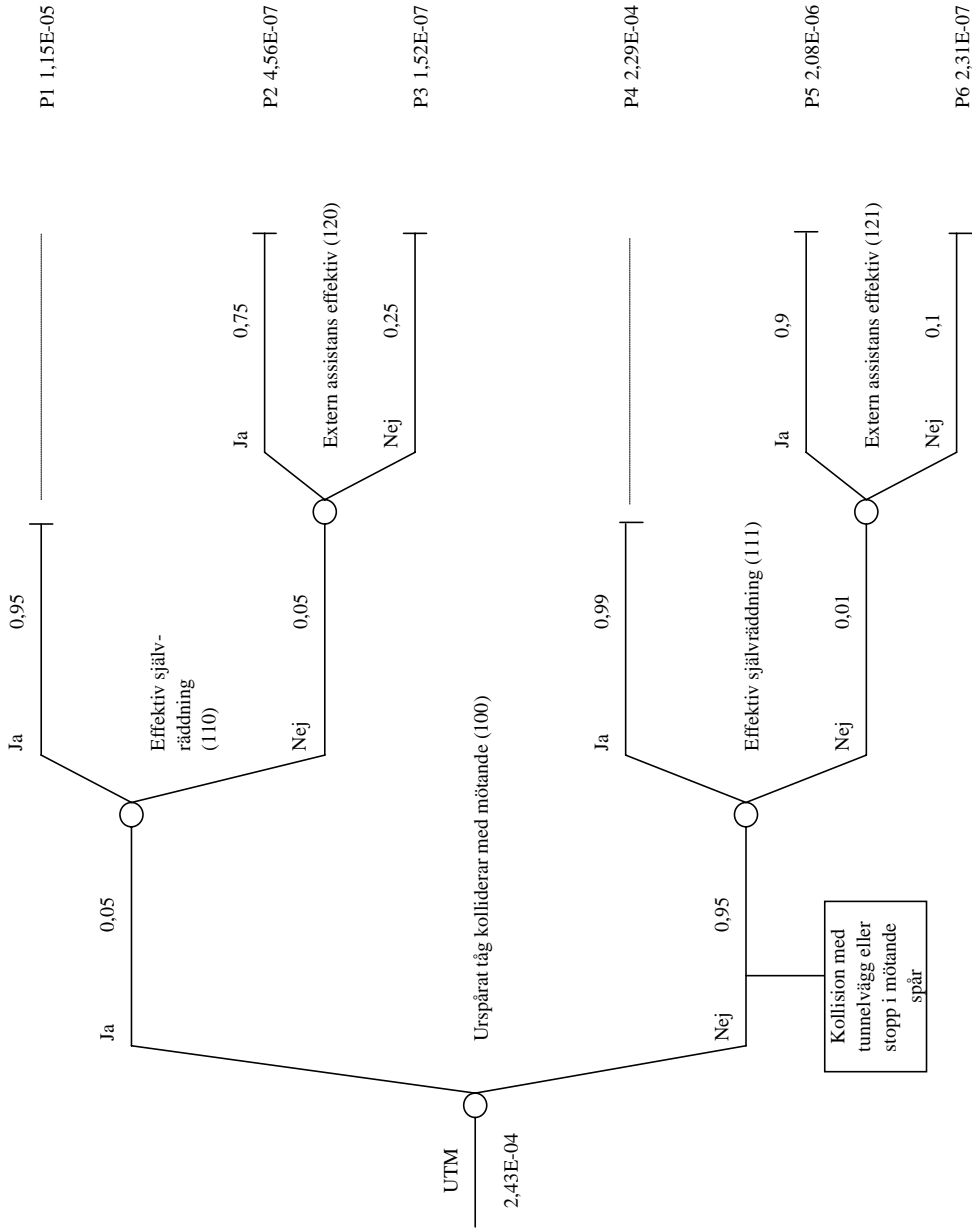 UTM
2,43E-04
Urspårat tåg kolliderar med mötande (100)
Ja
0,05
Effektiv själv-
räddning
(110)
Ja
0,95
P1 1,15E-05
Nej
0,05
Extern assistans effektiv (120)
Ja
0,75
P2 4,56E-07
Nej
0,25
P3 1,52E-07
Nej
0,95
Kollision med
tunnelvägg eller
stopp i mötande
spår
Effektiv självräddning (111)
Ja
0,99
P4 2,29E-04
Nej
0,01
Extern assistans effektiv (121)
Ja
0,9
P5 2,08E-06
Nej
0,1
P6 2,31E-07